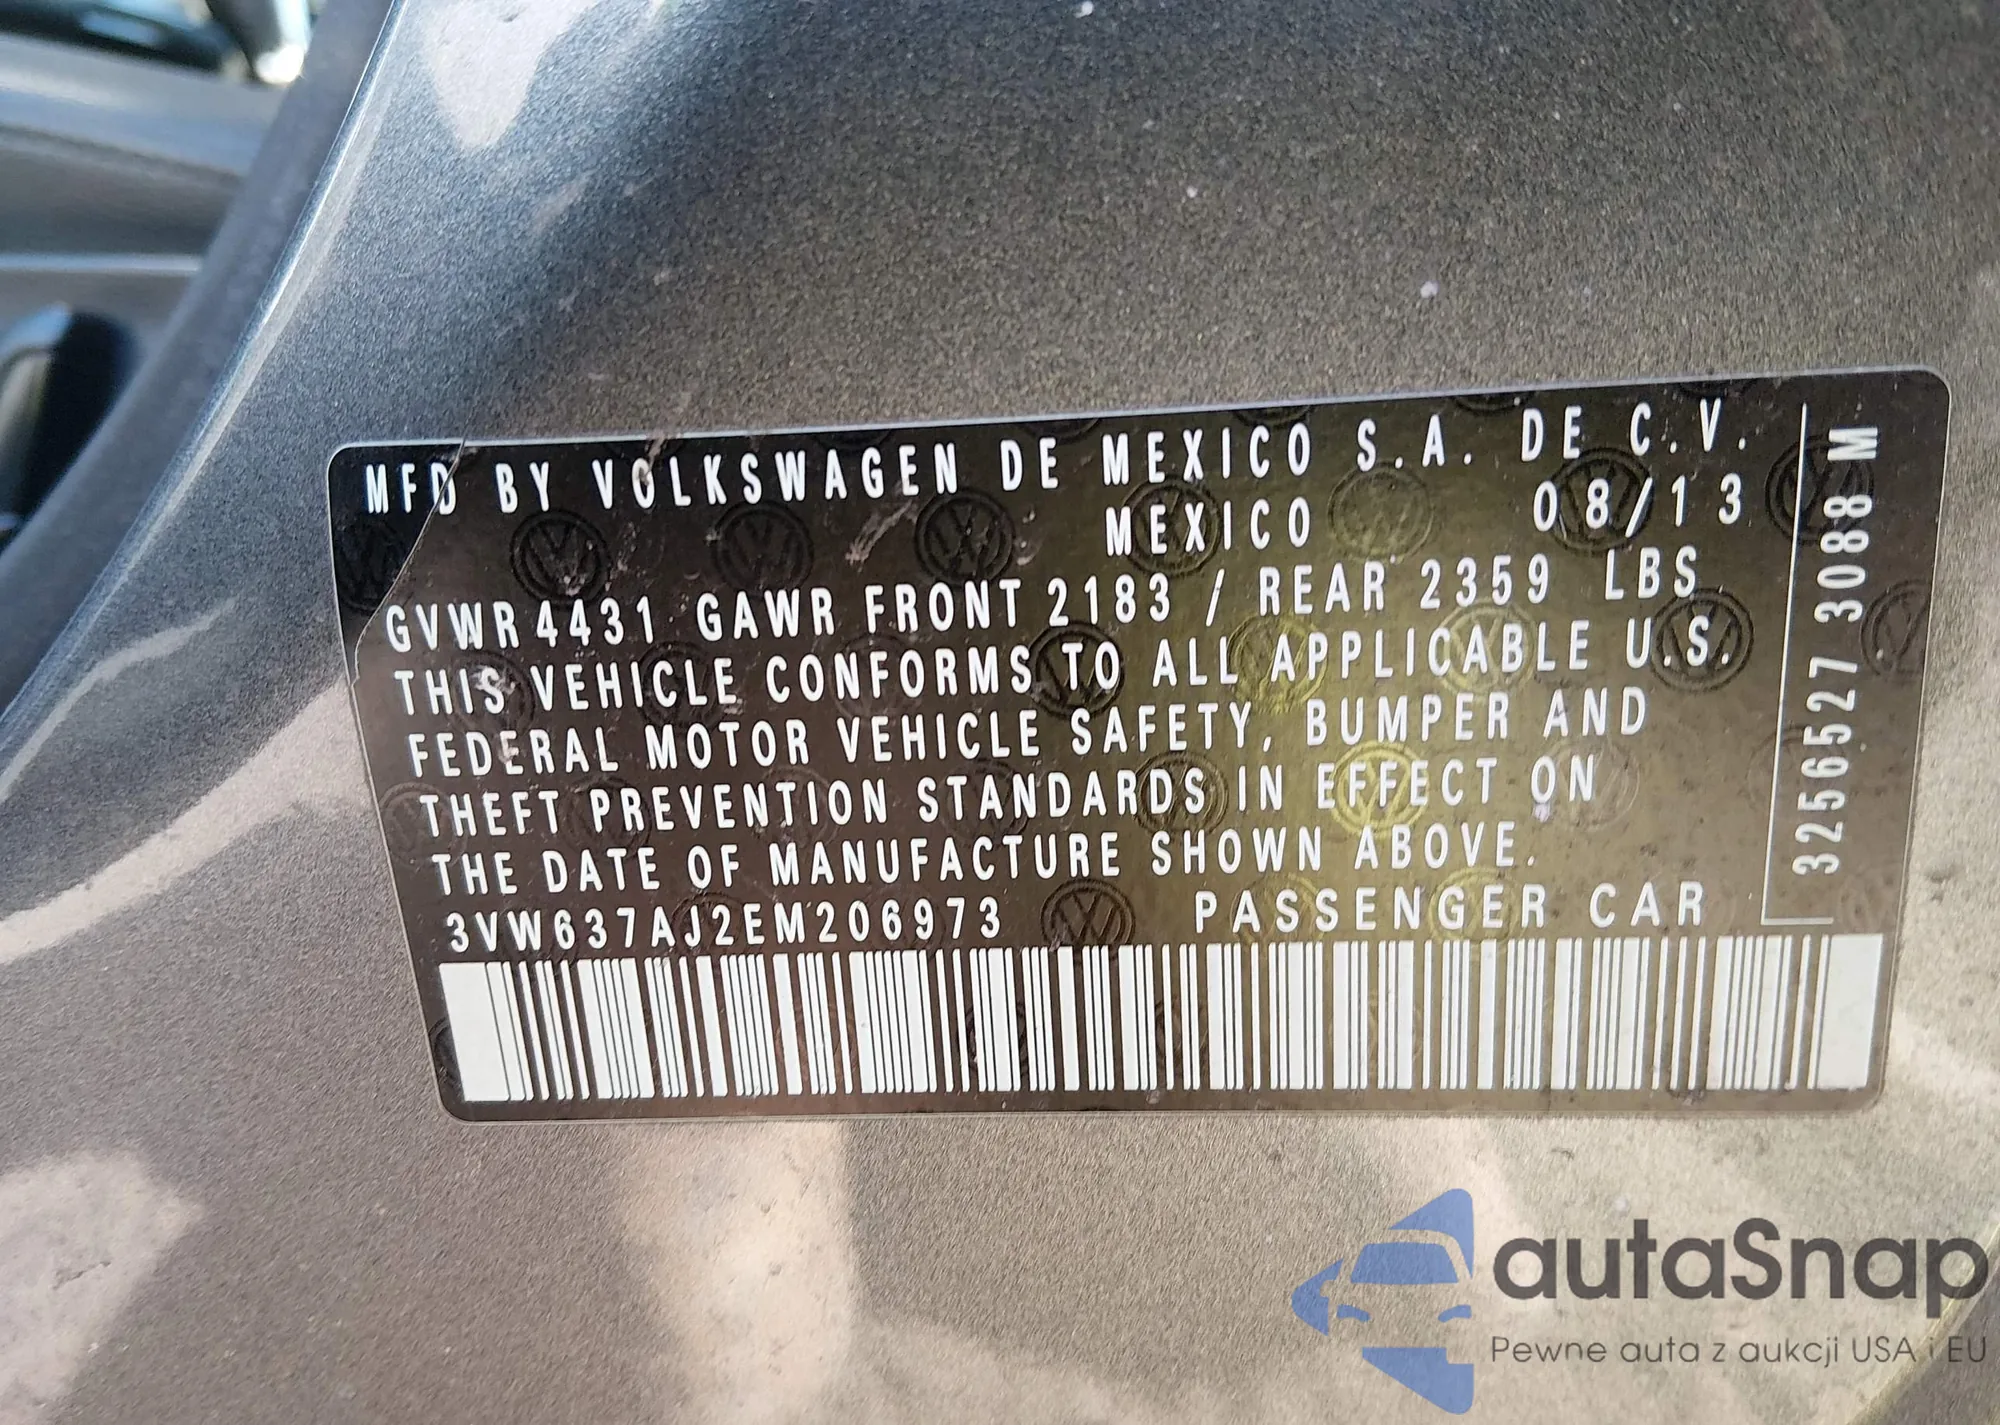 MFD BY VOLKSWAGEN DE MEXICO S.A. DE C.V.
MEXICO 08/13
GVWR 4431 GAWR FRONT 2183 / REAR 2359 LBS
THIS VEHICLE CONFORMS TO ALL APPLICABLE U.S.
FEDERAL MOTOR VEHICLE SAFETY, BUMPER AND
THEFT PREVENTION STANDARDS IN EFFECT ON
THE DATE OF MANUFACTURE SHOWN ABOVE.
3VW637AJ2EM206973 PASSENGER CAR
3256527 3088 M
autaSnap
Pewne auta z aukcji USA i EU